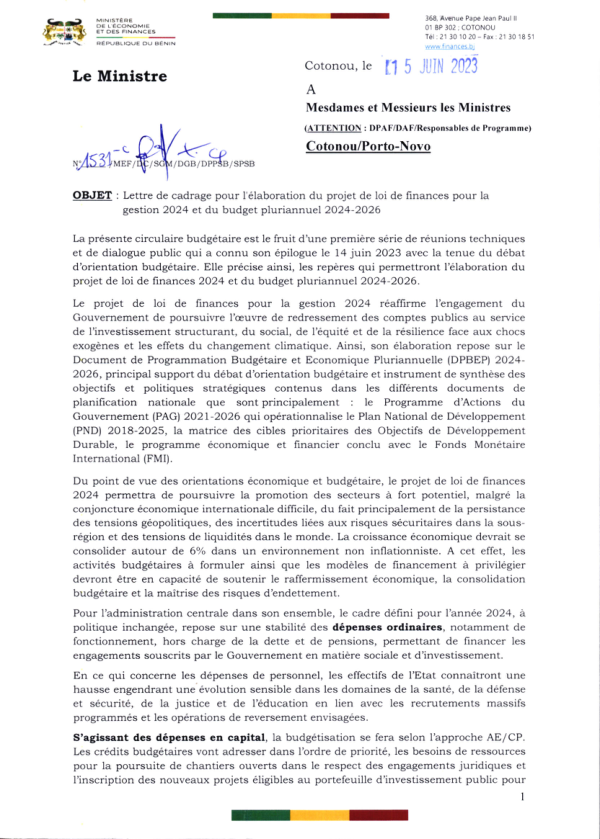 MINISTÈRE
DE L'ÉCONOMIE
ET DES FINANCES
RÉPUBLIQUE DU BÉNIN
368, Avenue Pape Jean Paul II
01 BP 302 ; COTONOU
Tél : 21 30 10 20 – Fax : 21 30 18 51
www.finances.bj
Le Ministre
Cotonou, le 15 JUIN 2023
A
Mesdames et Messieurs les Ministres
(ATTENTION : DPAF/DAF/Responsables de Programme)
Cotonou/Porto-Novo
N° 1531-c MEF/DC/SGM/DGB/DPPSB/SPSB
OBJET : Lettre de cadrage pour l'élaboration du projet de loi de finances pour la
gestion 2024 et du budget pluriannuel 2024-2026
La présente circulaire budgétaire est le fruit d'une première série de réunions techniques
et de dialogue public qui a connu son épilogue le 14 juin 2023 avec la tenue du débat
d'orientation budgétaire. Elle précise ainsi, les repères qui permettront l'élaboration du
projet de loi de finances 2024 et du budget pluriannuel 2024-2026.
Le projet de loi de finances pour la gestion 2024 réaffirme l'engagement du
Gouvernement de poursuivre l'œuvre de redressement des comptes publics au service
de l'investissement structurant, du social, de l'équité et de la résilience face aux chocs
exogènes et les effets du changement climatique. Ainsi, son élaboration repose sur le
Document de Programmation Budgétaire et Economique Pluriannuelle (DPBEP) 2024-
2026, principal support du débat d'orientation budgétaire et instrument de synthèse des
objectifs et politiques stratégiques contenus dans les différents documents de
planification nationale que sont principalement : le Programme d'Actions du
Gouvernement (PAG) 2021-2026 qui opérationnalise le Plan National de Développement
(PND) 2018-2025, la matrice des cibles prioritaires des Objectifs de Développement
Durable, le programme économique et financier conclu avec le Fonds Monétaire
International (FMI).
Du point de vue des orientations économique et budgétaire, le projet de loi de finances
2024 permettra de poursuivre la promotion des secteurs à fort potentiel, malgré la
conjoncture économique internationale difficile, du fait principalement de la persistance
des tensions géopolitiques, des incertitudes liées aux risques sécuritaires dans la sous-
région et des tensions de liquidités dans le monde. La croissance économique devrait se
consolider autour de 6% dans un environnement non inflationniste. A cet effet, les
activités budgétaires à formuler ainsi que les modèles de financement à privilégier
devront être en capacité de soutenir le raffermissement économique, la consolidation
budgétaire et la maîtrise des risques d'endettement.
Pour l'administration centrale dans son ensemble, le cadre défini pour l'année 2024, à
politique inchangée, repose sur une stabilité des dépenses ordinaires, notamment de
fonctionnement, hors charge de la dette et de pensions, permettant de financer les
engagements souscrits par le Gouvernement en matière sociale et d'investissement.
En ce qui concerne les dépenses de personnel, les effectifs de l'Etat connaîtront une
hausse engendrant une évolution sensible dans les domaines de la santé, de la défense
et sécurité, de la justice et de l'éducation en lien avec les recrutements massifs
programmés et les opérations de reversement envisagées.
S'agissant des dépenses en capital, la budgétisation se fera selon l'approche AE/CP.
Les crédits budgétaires vont adresser dans l'ordre de priorité, les besoins de ressources
pour la poursuite de chantiers ouverts dans le respect des engagements juridiques et
l'inscription des nouveaux projets éligibles au portefeuille d'investissement public pour
1